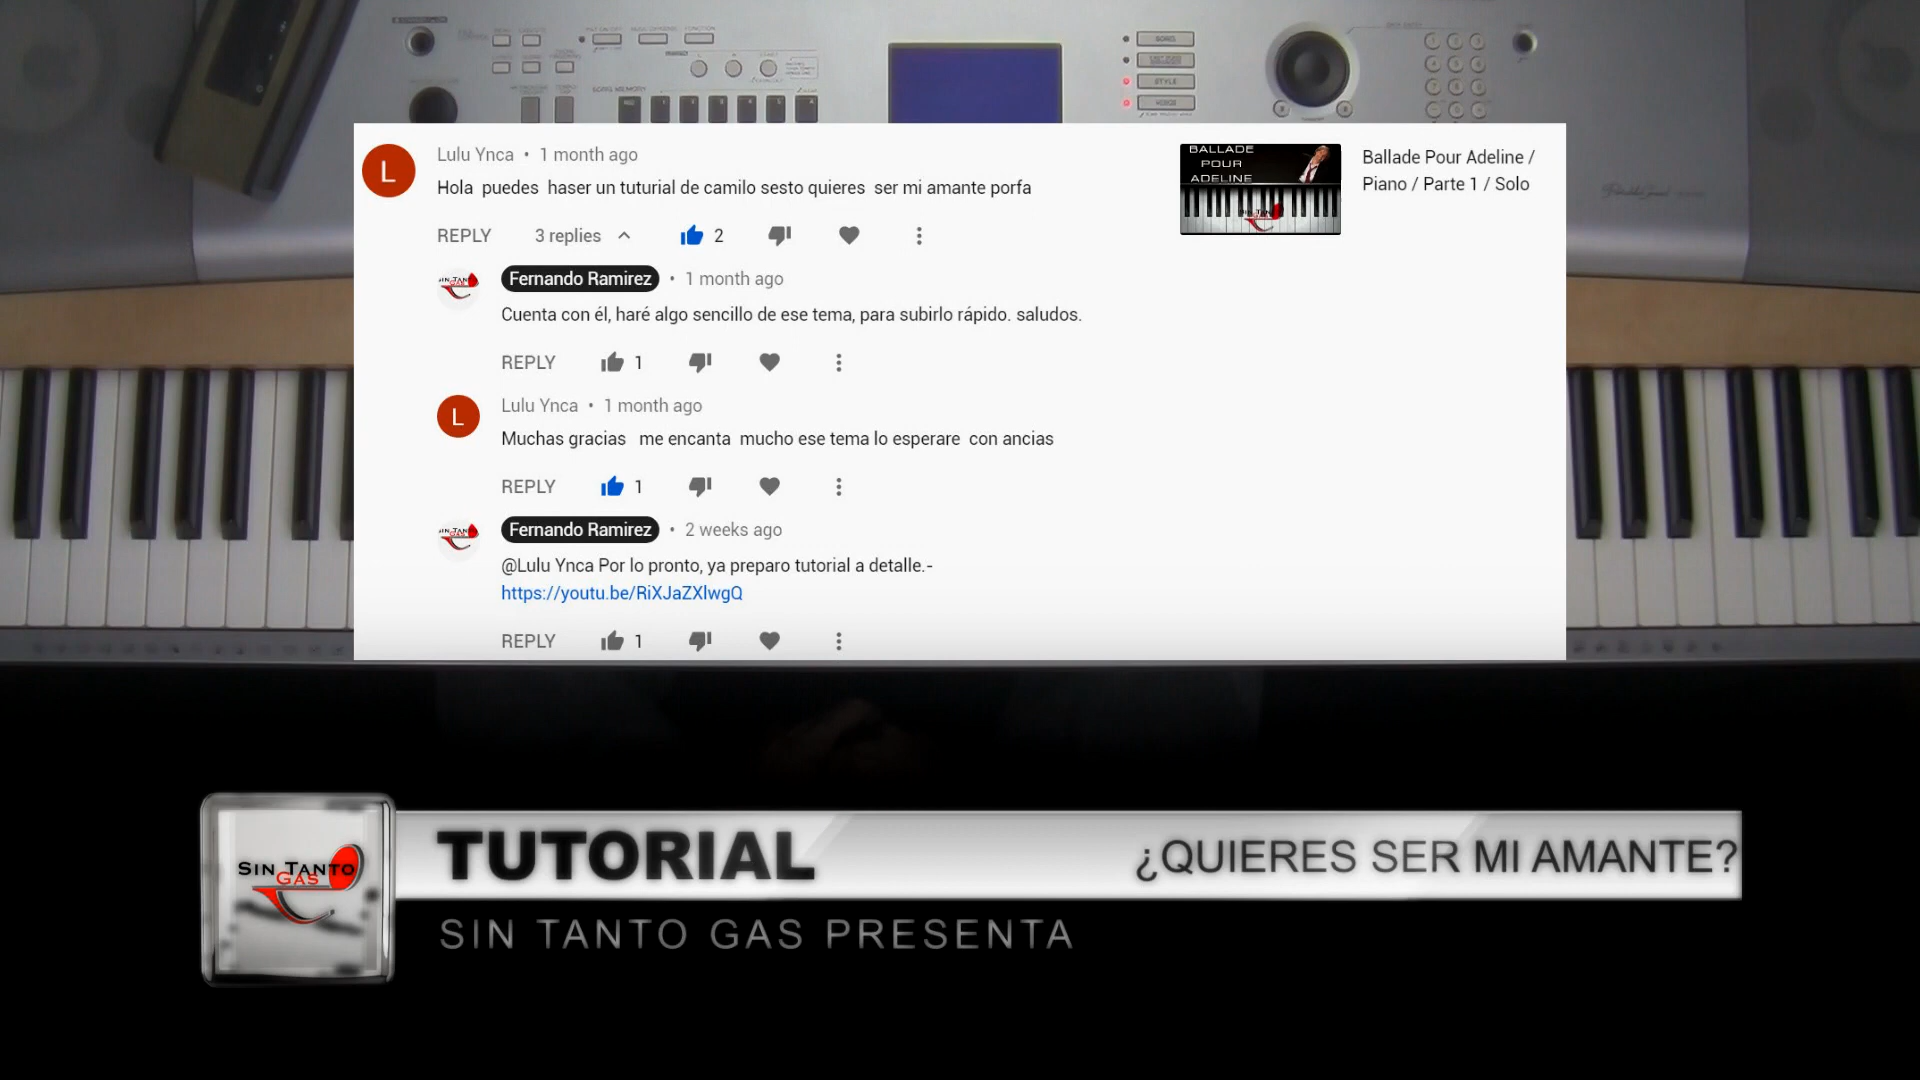 SONG
STYLE
VOICE
SONG MEMORY
L
Lulu Ynca • 1 month ago
Hola puedes haser un tuturial de camilo sesto quieres ser mi amante porfa
REPLY 3 replies 2
BALLADE
POUR
ADELINE
Ballade Pour Adeline /
Piano / Parte 1 / Solo
Fernando Ramirez • 1 month ago
Cuenta con él, haré algo sencillo de ese tema, para subirlo rápido. saludos.
REPLY 1
L
Lulu Ynca • 1 month ago
Muchas gracias me encanta mucho ese tema lo esperare con ancias
REPLY 1
Fernando Ramirez • 2 weeks ago
@Lulu Ynca Por lo pronto, ya preparo tutorial a detalle.-
https://youtu.be/RiXJaZXlwgQ
REPLY 1
SIN TANTO
GAS
TUTORIAL ¿QUIERES SER MI AMANTE?
SIN TANTO GAS PRESENTA